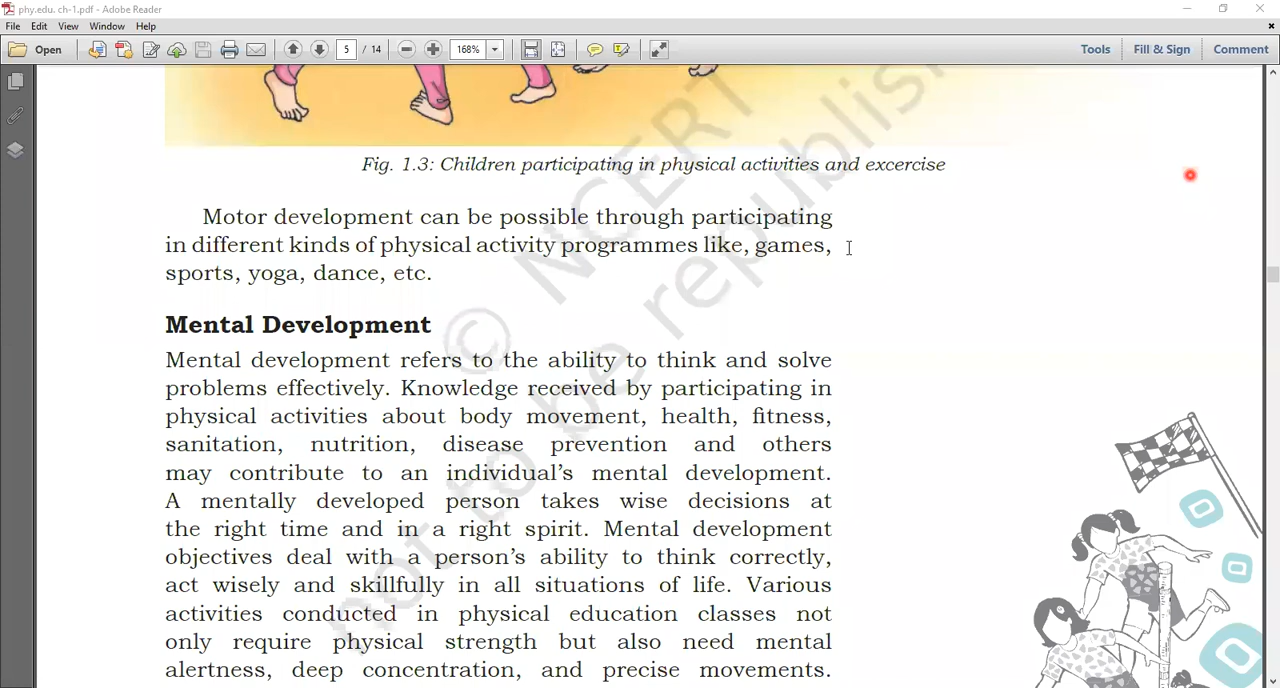 phy.edu. ch-1.pdf - Adobe Reader
File Edit View Window Help
Open 5 / 14 168% Tools Fill & Sign Comment
Fig. 1.3: Children participating in physical activities and excercise
Motor development can be possible through participating
in different kinds of physical activity programmes like, games,
sports, yoga, dance, etc.
Mental Development
Mental development refers to the ability to think and solve
problems effectively. Knowledge received by participating in
physical activities about body movement, health, fitness,
sanitation, nutrition, disease prevention and others
may contribute to an individual's mental development.
A mentally developed person takes wise decisions at
the right time and in a right spirit. Mental development
objectives deal with a person's ability to think correctly,
act wisely and skillfully in all situations of life. Various
activities conducted in physical education classes not
only require physical strength but also need mental
alertness, deep concentration, and precise movements.
© NCERT
not to be republish